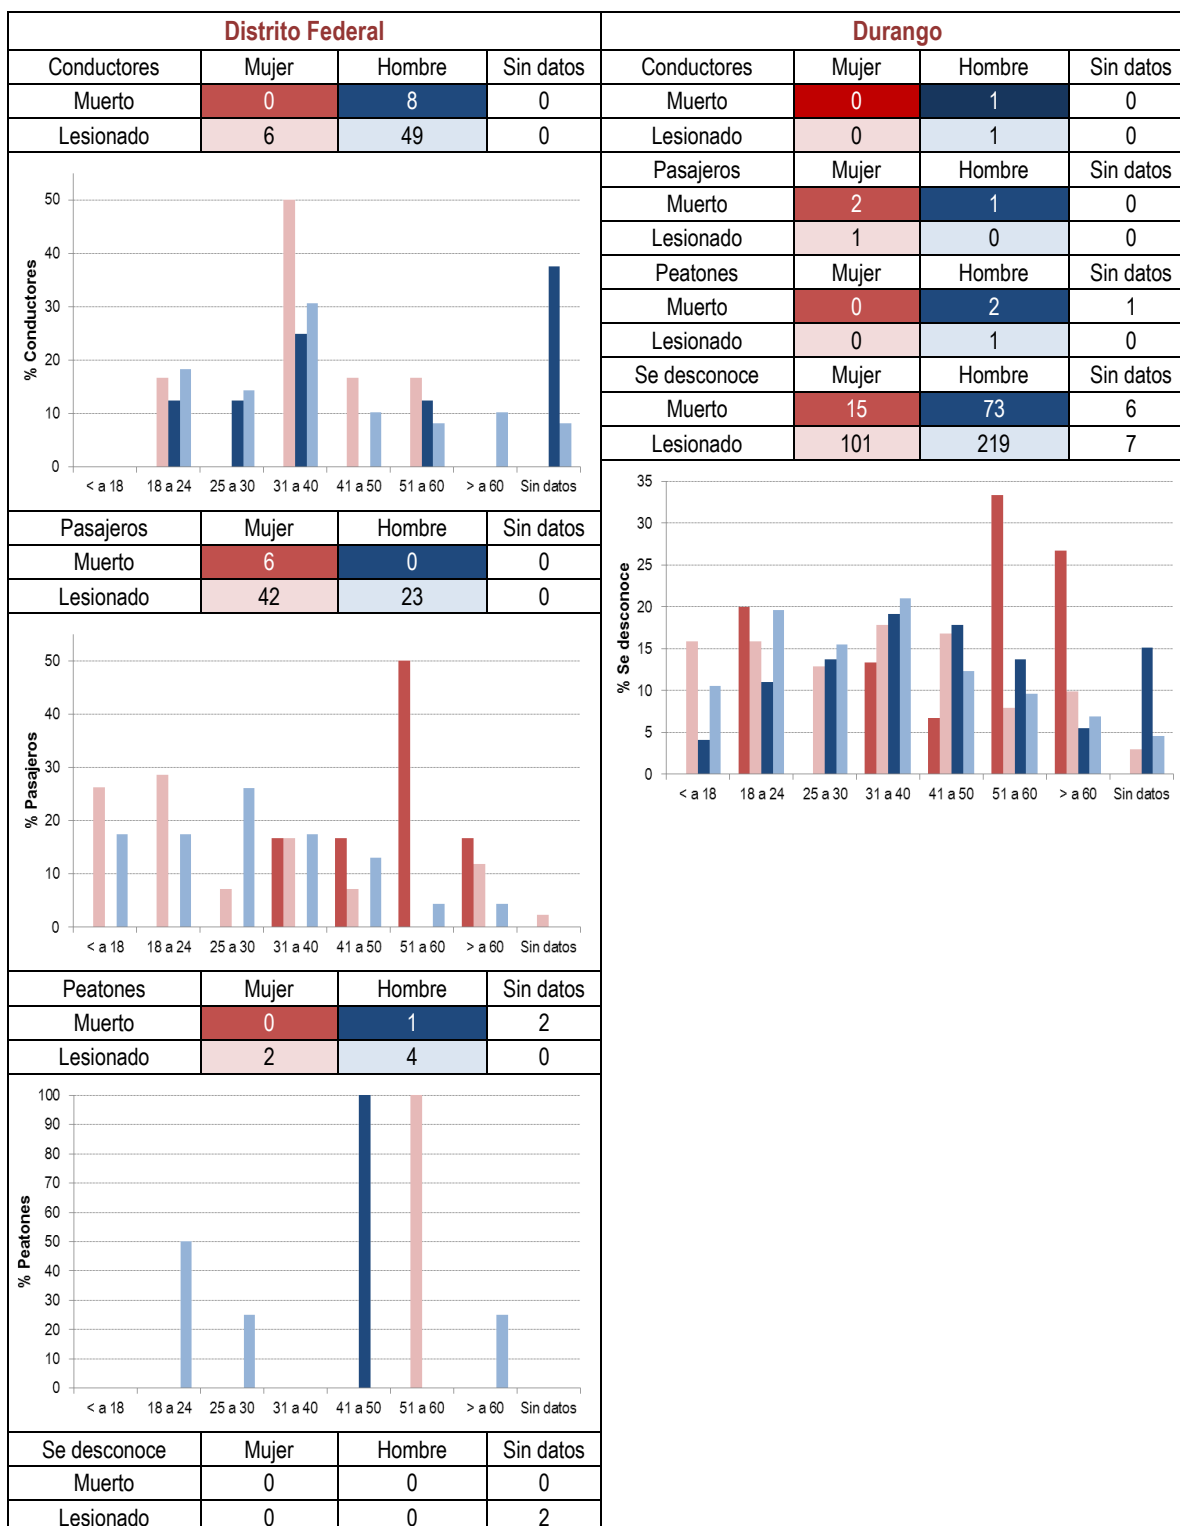 Distrito Federal
Conductores Mujer Hombre Sin datos
Muerto 0 8 0
Lesionado 6 49 0
% Conductores
50
40
30
20
10
0
< a 18 18 a 24 25 a 30 31 a 40 41 a 50 51 a 60 > a 60 Sin datos
Pasajeros Mujer Hombre Sin datos
Muerto 6 0 0
Lesionado 42 23 0
% Pasajeros
50
40
30
20
10
0
< a 18 18 a 24 25 a 30 31 a 40 41 a 50 51 a 60 > a 60 Sin datos
Peatones Mujer Hombre Sin datos
Muerto 0 1 2
Lesionado 2 4 0
% Peatones
100
90
80
70
60
50
40
30
20
10
0
< a 18 18 a 24 25 a 30 31 a 40 41 a 50 51 a 60 > a 60 Sin datos
Se desconoce Mujer Hombre Sin datos
Muerto 0 0 0
Lesionado 0 0 2
Durango
Conductores Mujer Hombre Sin datos
Muerto 0 1 0
Lesionado 0 1 0
Pasajeros Mujer Hombre Sin datos
Muerto 2 1 0
Lesionado 1 0 0
Peatones Mujer Hombre Sin datos
Muerto 0 2 1
Lesionado 0 1 0
Se desconoce Mujer Hombre Sin datos
Muerto 15 73 6
Lesionado 101 219 7
% Se desconoce
35
30
25
20
15
10
5
0
< a 18 18 a 24 25 a 30 31 a 40 41 a 50 51 a 60 > a 60 Sin datos